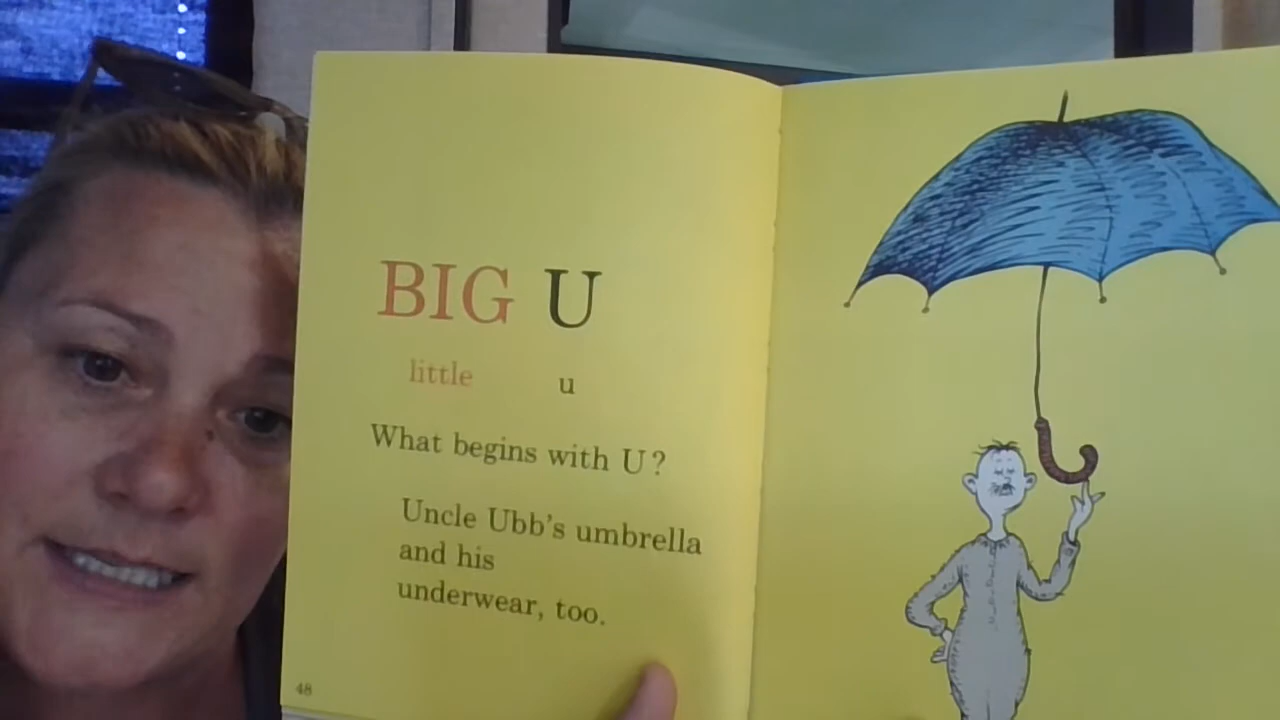 BIG U
little u
What begins with U?
Uncle Ubb's umbrella
and his
underwear, too.
48